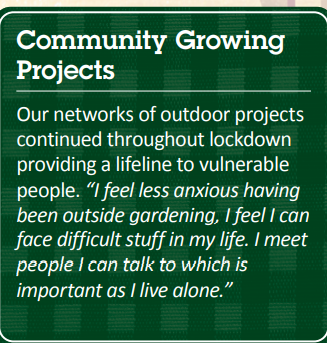 Community Growing
Projects
Our networks of outdoor projects
continued throughout lockdown
providing a lifeline to vulnerable
people. “I feel less anxious having
been outside gardening, I feel I can
face difficult stuff in my life. I meet
people I can talk to which is
important as I live alone.”